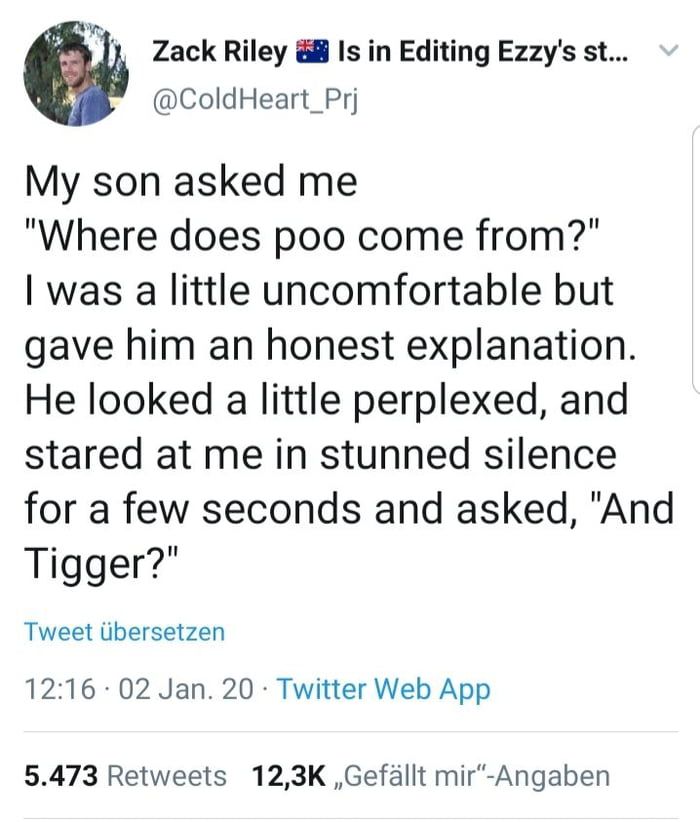 Zack Riley 🇦🇺 Is in Editing Ezzy's st...
@ColdHeart_Prj
My son asked me
"Where does poo come from?"
I was a little uncomfortable but
gave him an honest explanation.
He looked a little perplexed, and
stared at me in stunned silence
for a few seconds and asked, "And
Tigger?"
Tweet übersetzen
12:16 · 02 Jan. 20 · Twitter Web App
5.473 Retweets 12,3K „Gefällt mir“-Angaben